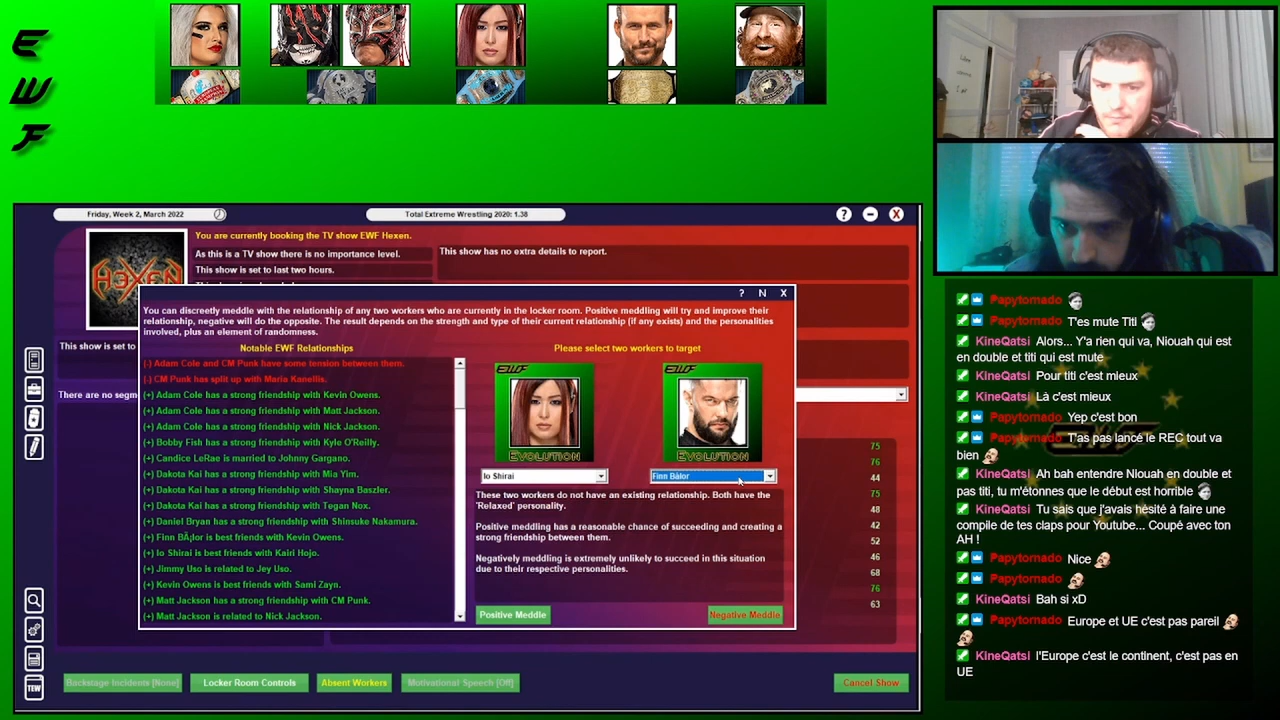 E
W
F
Friday, Week 2, March 2022
Total Extreme Wrestling 2020: 1.38
?
X
You are currently booking the TV show EWF Hexen.
As this is a TV show there is no importance level.
This show is set to last two hours.
This show has no extra details to report.
HEXEN
This show is set to
There are no segm
? N X
You can discreetly meddle with the relationship of any two workers who are currently in the locker room. Positive meddling will try and improve their
relationship, negative will do the opposite. The result depends on the strength and type of their current relationship (if any exists) and the personalities
involved, plus an element of randomness.
Notable EWF Relationships
(-) Adam Cole and CM Punk have some tension between them.
(-) CM Punk has split up with Maria Kanellis.
(+) Adam Cole has a strong friendship with Kevin Owens.
(+) Adam Cole has a strong friendship with Matt Jackson.
(+) Adam Cole has a strong friendship with Nick Jackson.
(+) Bobby Fish has a strong friendship with Kyle O'Reilly.
(+) Candice LeRae is married to Johnny Gargano.
(+) Dakota Kai has a strong friendship with Mia Yim.
(+) Dakota Kai has a strong friendship with Shayna Baszler.
(+) Dakota Kai has a strong friendship with Tegan Nox.
(+) Daniel Bryan has a strong friendship with Shinsuke Nakamura.
(+) Finn BÃ¡lor is best friends with Kevin Owens.
(+) Io Shirai is best friends with Kairi Hojo.
(+) Jimmy Uso is related to Jey Uso.
(+) Kevin Owens is best friends with Sami Zayn.
(+) Matt Jackson has a strong friendship with CM Punk.
(+) Matt Jackson is related to Nick Jackson.
Please select two workers to target
EWF
EVOLUTION
EWF
EVOLUTION
Io Shirai
Finn Bálor
These two workers do not have an existing relationship. Both have the
'Relaxed' personality.
Positive meddling has a reasonable chance of succeeding and creating a
strong friendship between them.
Negatively meddling is extremely unlikely to succeed in this situation
due to their respective personalities.
Positive Meddle
Negative Meddle
75
76
44
75
48
42
52
46
68
76
63
TEW
Backstage Incidents [None]
Locker Room Controls
Absent Workers
Motivational Speech [Off]
Cancel Show
Papytornado
Papytornado T'es mute Titi
KineQatsi Alors... Y'a rien qui va, Niouah qui est
en double et titi qui est mute
KineQatsi Pour titi c'est mieux
KineQatsi Là c'est mieux
Papytornado Yep c'est bon
Papytornado T'as pas lancé le REC tout va
bien
KineQatsi Ah bah entendre Niouah en double et
pas titi, tu m'étonnes que le début est horrible
KineQatsi Tu sais que j'avais hésité à faire une
compile de tes claps pour Youtube... Coupé avec ton
AH !
Papytornado Nice
Papytornado
KineQatsi Bah si xD
Papytornado Europe et UE c'est pas pareil
KineQatsi l'Europe c'est le continent, c'est pas en
UE